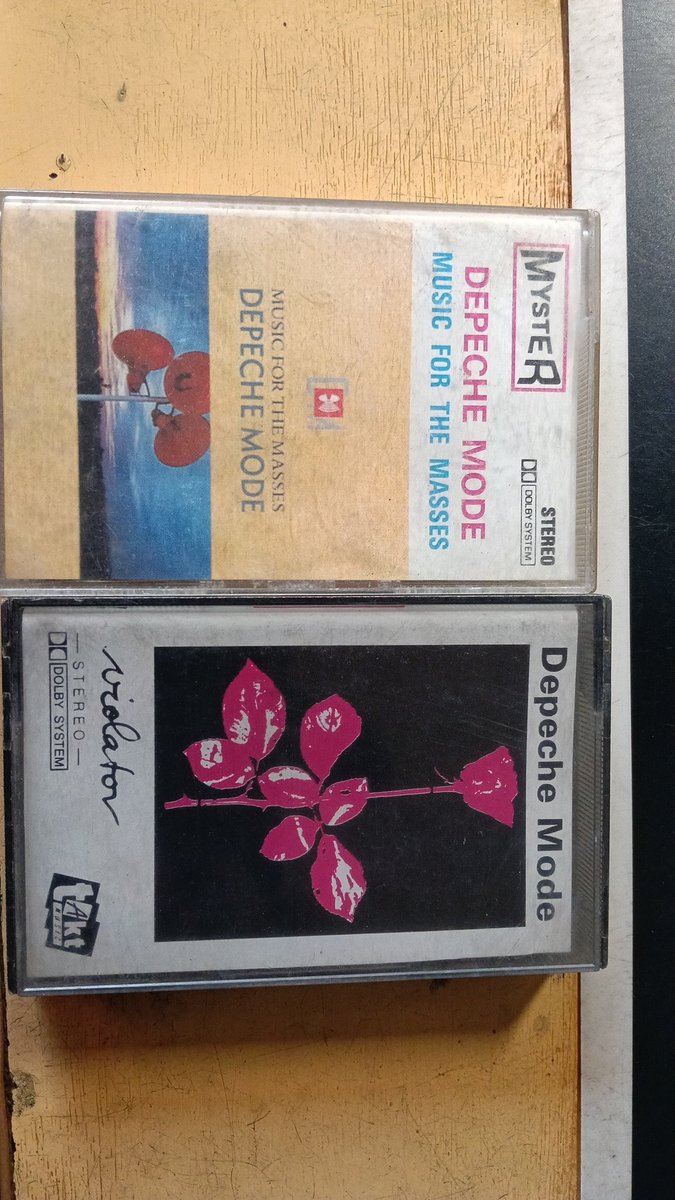 MYSTER
STEREO
DOLBY SYSTEM
DEPECHE MODE
MUSIC FOR THE MASSES
MUSIC FOR THE MASSES
DEPECHE MODE
Depeche Mode
violator
—STEREO—
DOLBY SYSTEM
tAkt
MUSIC